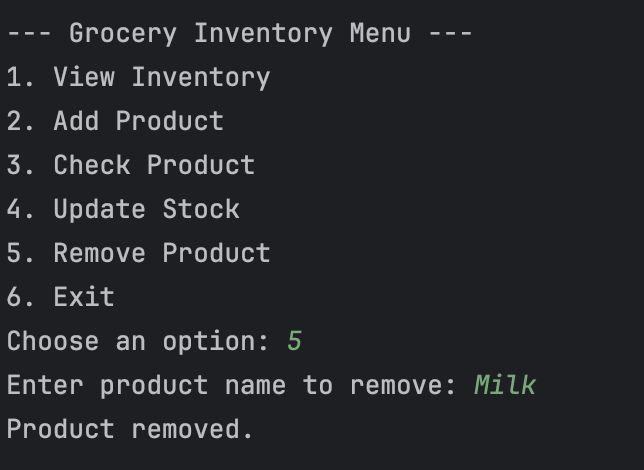 --- Grocery Inventory Menu ---
1. View Inventory
2. Add Product
3. Check Product
4. Update Stock
5. Remove Product
6. Exit
Choose an option: 5
Enter product name to remove: Milk
Product removed.